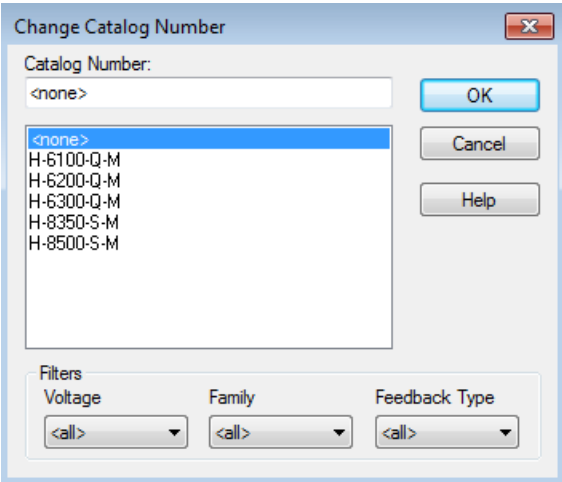 Change Catalog Number
Catalog Number:
<none>
OK
<none>
H-6100-Q-M
H-6200-Q-M
H-6300-Q-M
H-8350-S-M
H-8500-S-M
Cancel
Help
Filters
Voltage Family Feedback Type
<all> <all> <all>